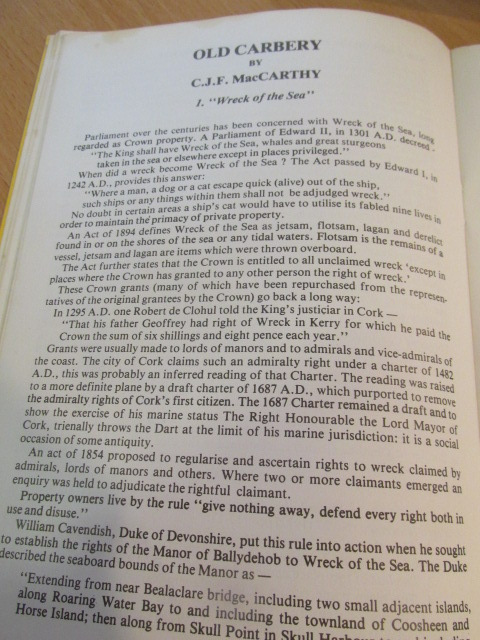 OLD CARBERY
BY
C.J.F. MacCARTHY
I. "Wreck of the Sea"
Parliament over the centuries has been concerned with Wreck of the Sea, long
regarded as Crown property. A Parliament of Edward II, in 1301 A.D. decreed.
"The King shall have Wreck of the Sea, whales and great sturgeons
taken in the sea or elsewhere except in places privileged."
When did a wreck become Wreck of the Sea ? The Act passed by Edward I, in
1242 A.D., provides this answer:
"Where a man, a dog or a cat escape quick (alive) out of the ship,
such ships or any things within them shall not be adjudged wreck."
No doubt in certain areas a ship's cat would have to utilise its fabled nine lives in
order to maintain the primacy of private property.
An Act of 1894 defines Wreck of the Sea as jetsam, flotsam, lagan and derelict
found in or on the shores of the sea or any tidal waters. Flotsam is the remains of a
vessel, jetsam and lagan are items which were thrown overboard.
The Act further states that the Crown is entitled to all unclaimed wreck 'except in
places where the Crown has granted to any other person the right of wreck.'
These Crown grants (many of which have been repurchased from the represen-
tatives of the original grantees by the Crown) go back a long way:
In 1295 A.D. one Robert de Clohul told the King's justiciar in Cork —
"That his father Geoffrey had right of Wreck in Kerry for which he paid the
Crown the sum of six shillings and eight pence each year."
Grants were usually made to lords of manors and to admirals and vice-admirals of
the coast. The city of Cork claims such an admiralty right under a charter of 1482
A.D., this was probably an inferred reading of that Charter. The reading was raised
to a more definite plane by a draft charter of 1687 A.D., which purported to remove
the admiralty rights of Cork's first citizen. The 1687 Charter remained a draft and to
show the exercise of his marine status The Right Honourable the Lord Mayor of
Cork, trienally throws the Dart at the limit of his marine jurisdiction: it is a social
occasion of some antiquity.
An act of 1854 proposed to regularise and ascertain rights to wreck claimed by
admirals, lords of manors and others. Where two or more claimants emerged an
enquiry was held to adjudicate the rightful claimant.
Property owners live by the rule "give nothing away, defend every right both in
use and disuse."
William Cavendish, Duke of Devonshire, put this rule into action when he sought
to establish the rights of the Manor of Ballydehob to Wreck of the Sea. The Duke
described the seaboard bounds of the Manor as —
"Extending from near Bealaclare bridge, including two small adjacent islands,
along Roaring Water Bay to and including the townland of Coosheen and
Horse Island; then along from Skull Point in Skull